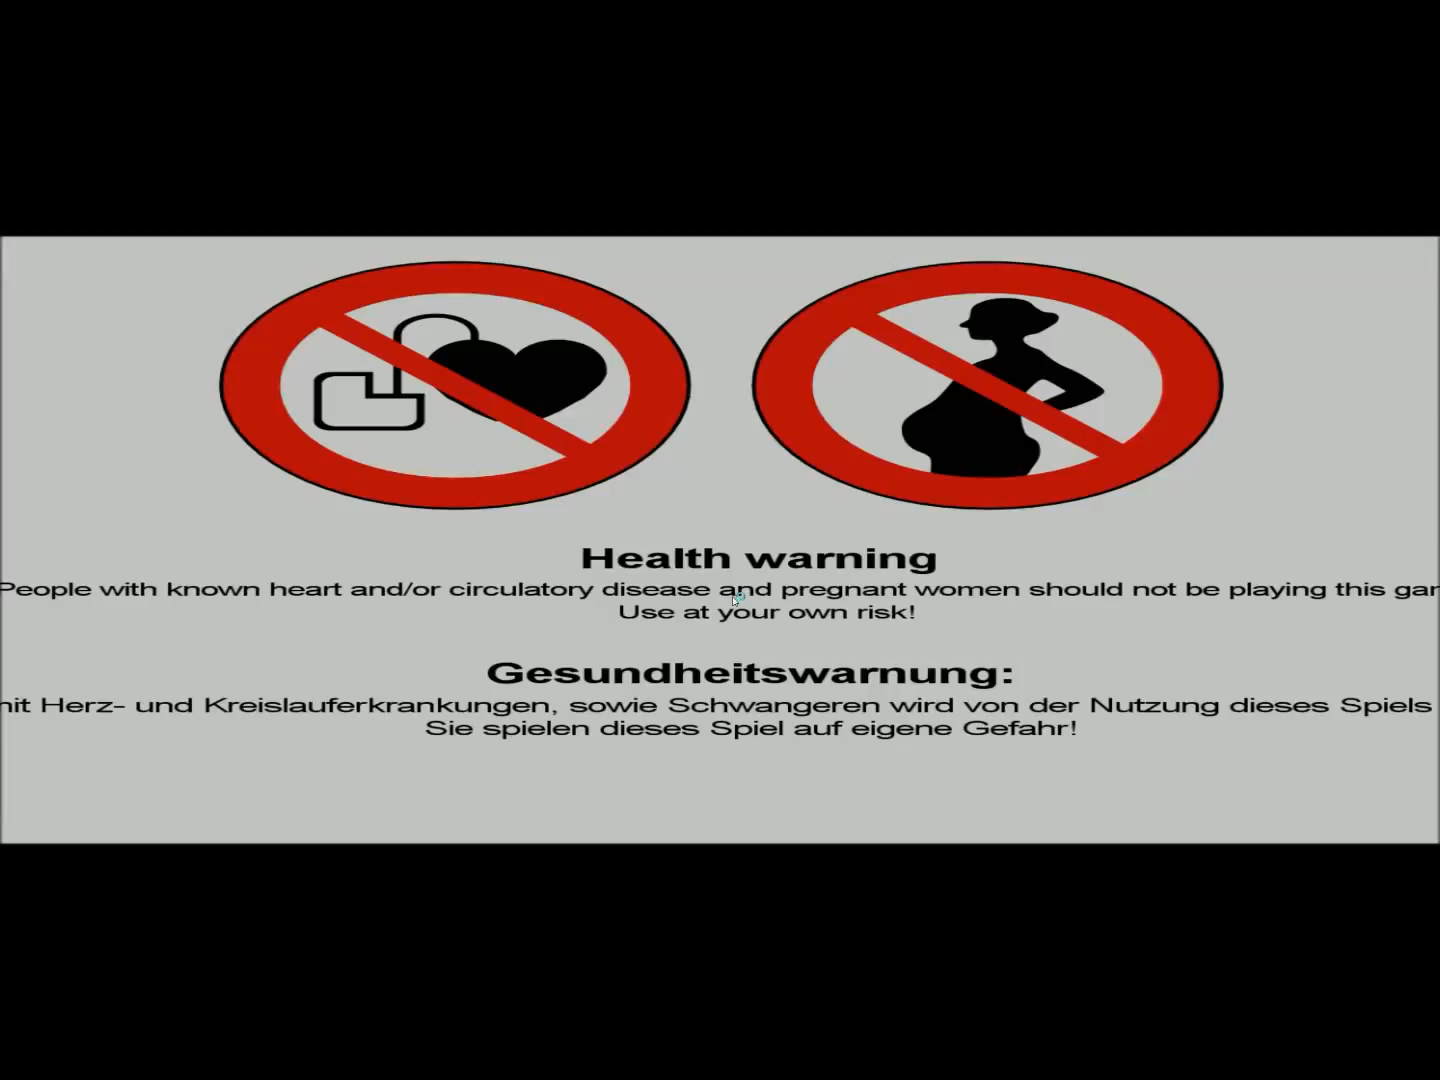 Health warning
People with known heart and/or circulatory disease and pregnant women should not be playing this
Use at your own risk!
Gesundheitswarnung:
Herz- und Kreislauferkrankungen, sowie Schwangeren wird von der Nutzung dieses Spiels
Sie spielen dieses Spiel auf eigene Gefahr!